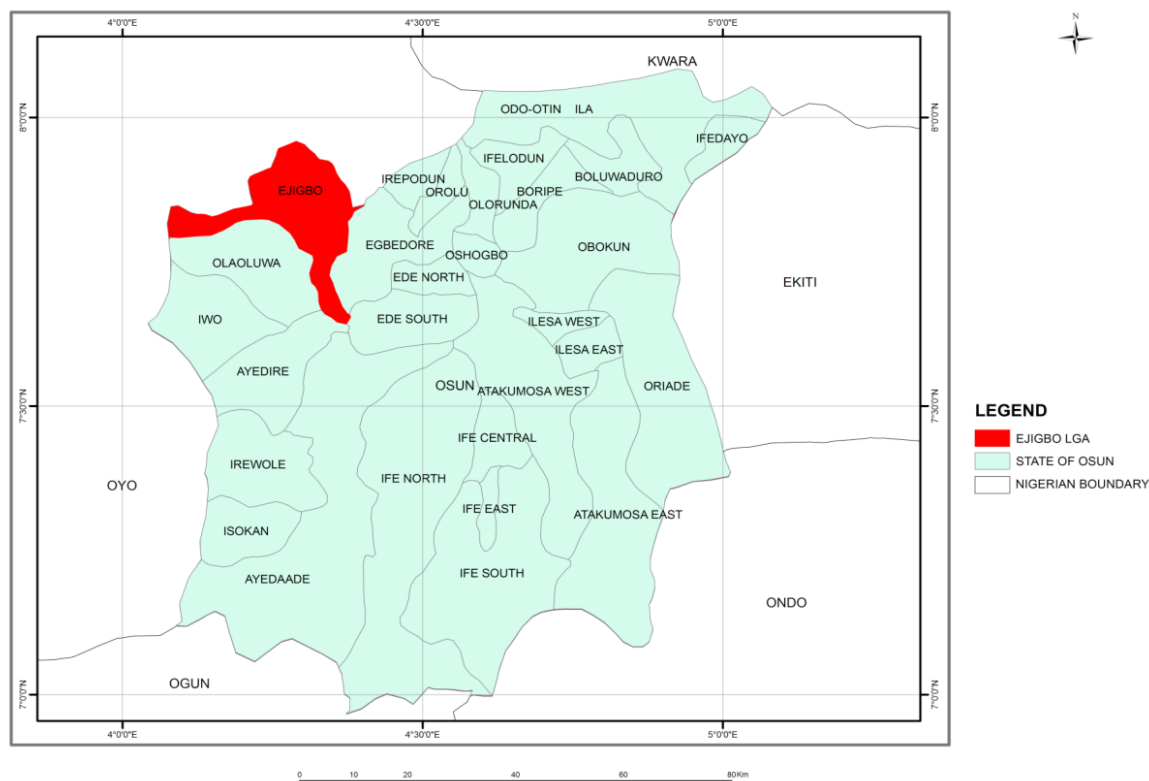 N
4°0'0"E 4°30'0"E 5°0'0"E
KWARA
8°0'0"N ODO-OTIN ILA 8°0'0"N
IFEDAYO
IFELODUN
IREPODUN BOLUWADURO
EJIGBO OROLU BORIPE
OLORUNDA
EGBEDORE OBOKUN
OSHOGBO
OLAOLUWA
EDE NORTH EKITI
IWO EDE SOUTH ILESA WEST
ILESA EAST
AYEDIRE
OSUN ATAKUMOSA WEST ORIADE
7°30'0"N 7°30'0"N
IFE CENTRAL
IREWOLE
IFE NORTH
OYO
IFE EAST ATAKUMOSA EAST
ISOKAN
AYEDAADE IFE SOUTH
ONDO
OGUN
7°0'0"N 7°0'0"N
4°0'0"E 4°30'0"E 5°0'0"E
LEGEND
EJIGBO LGA
STATE OF OSUN
NIGERIAN BOUNDARY
0 10 20 40 60 80 Km